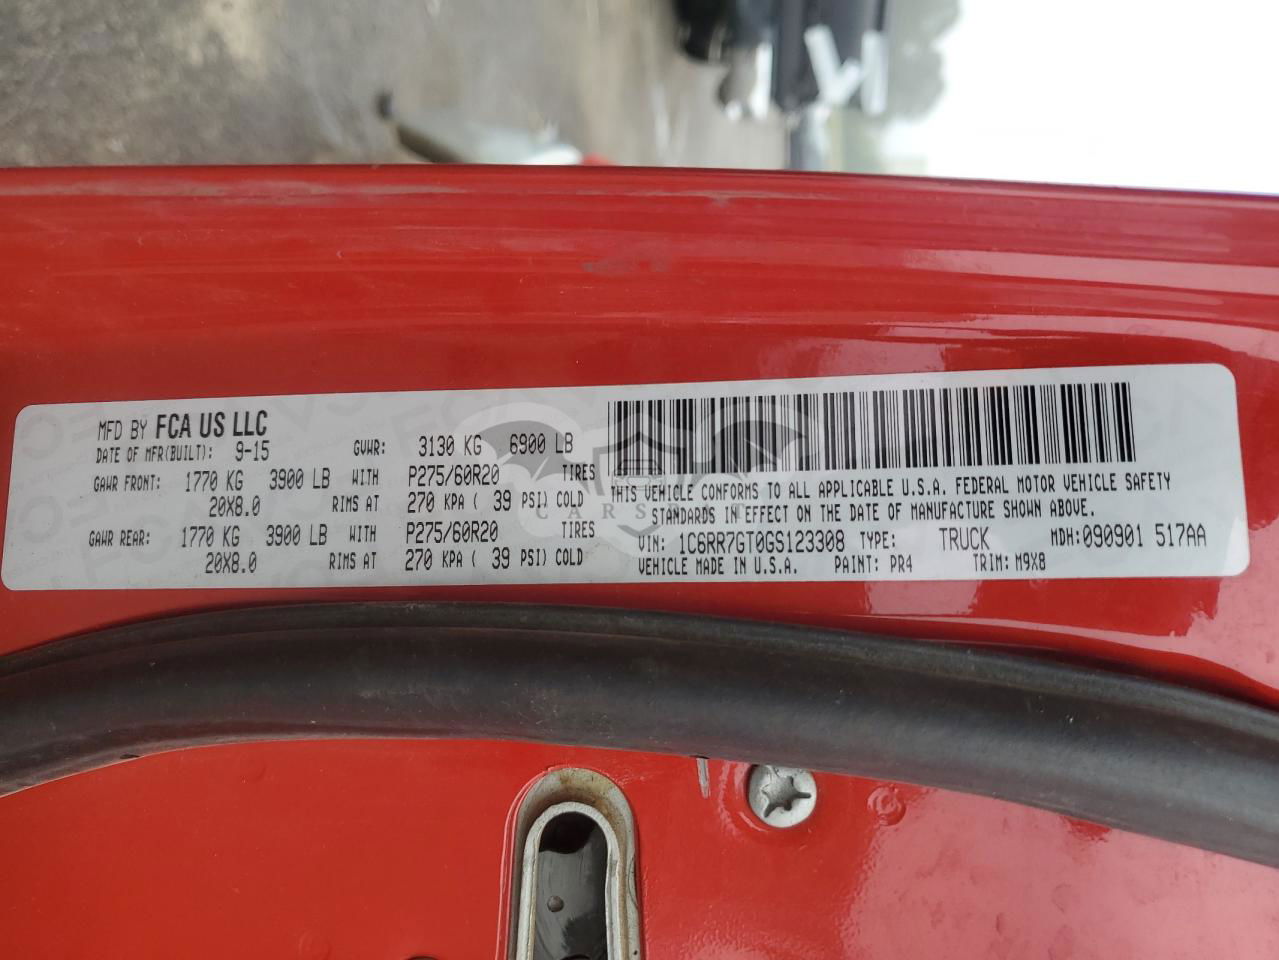 MFD BY FCA US LLC
DATE OF MFR(BUILT): 9-15 GVWR: 3130 KG 6900 LB
GAWR FRONT: 1770 KG 3900 LB WITH P275/60R20 TIRES
20X8.0 RIMS AT 270 KPA ( 39 PSI) COLD
GAWR REAR: 1770 KG 3900 LB WITH P275/60R20 TIRES
20X8.0 RIMS AT 270 KPA ( 39 PSI) COLD
THIS VEHICLE CONFORMS TO ALL APPLICABLE U.S.A. FEDERAL MOTOR VEHICLE SAFETY
STANDARDS IN EFFECT ON THE DATE OF MANUFACTURE SHOWN ABOVE.
VIN: 1C6RR7GT0GS123308 TYPE: TRUCK MDH:090901 517AA
VEHICLE MADE IN U.S.A. PAINT: PR4 TRIM: M9X8